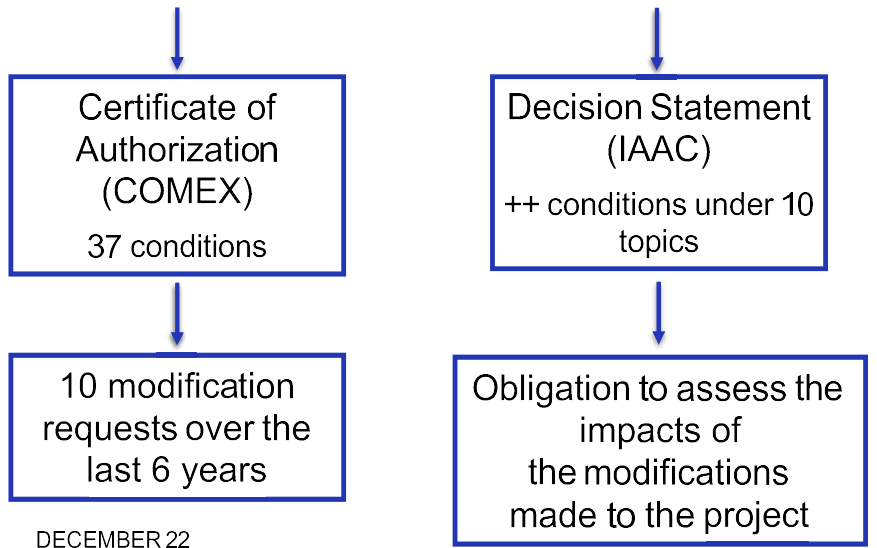 Certificate of
Authorization
(COMEX)
37 conditions
Decision Statement
(IAAC)
++ conditions under 10
topics
10 modification
requests over the
last 6 years
Obligation to assess the
impacts of
the modifications
made to the project
DECEMBER 22